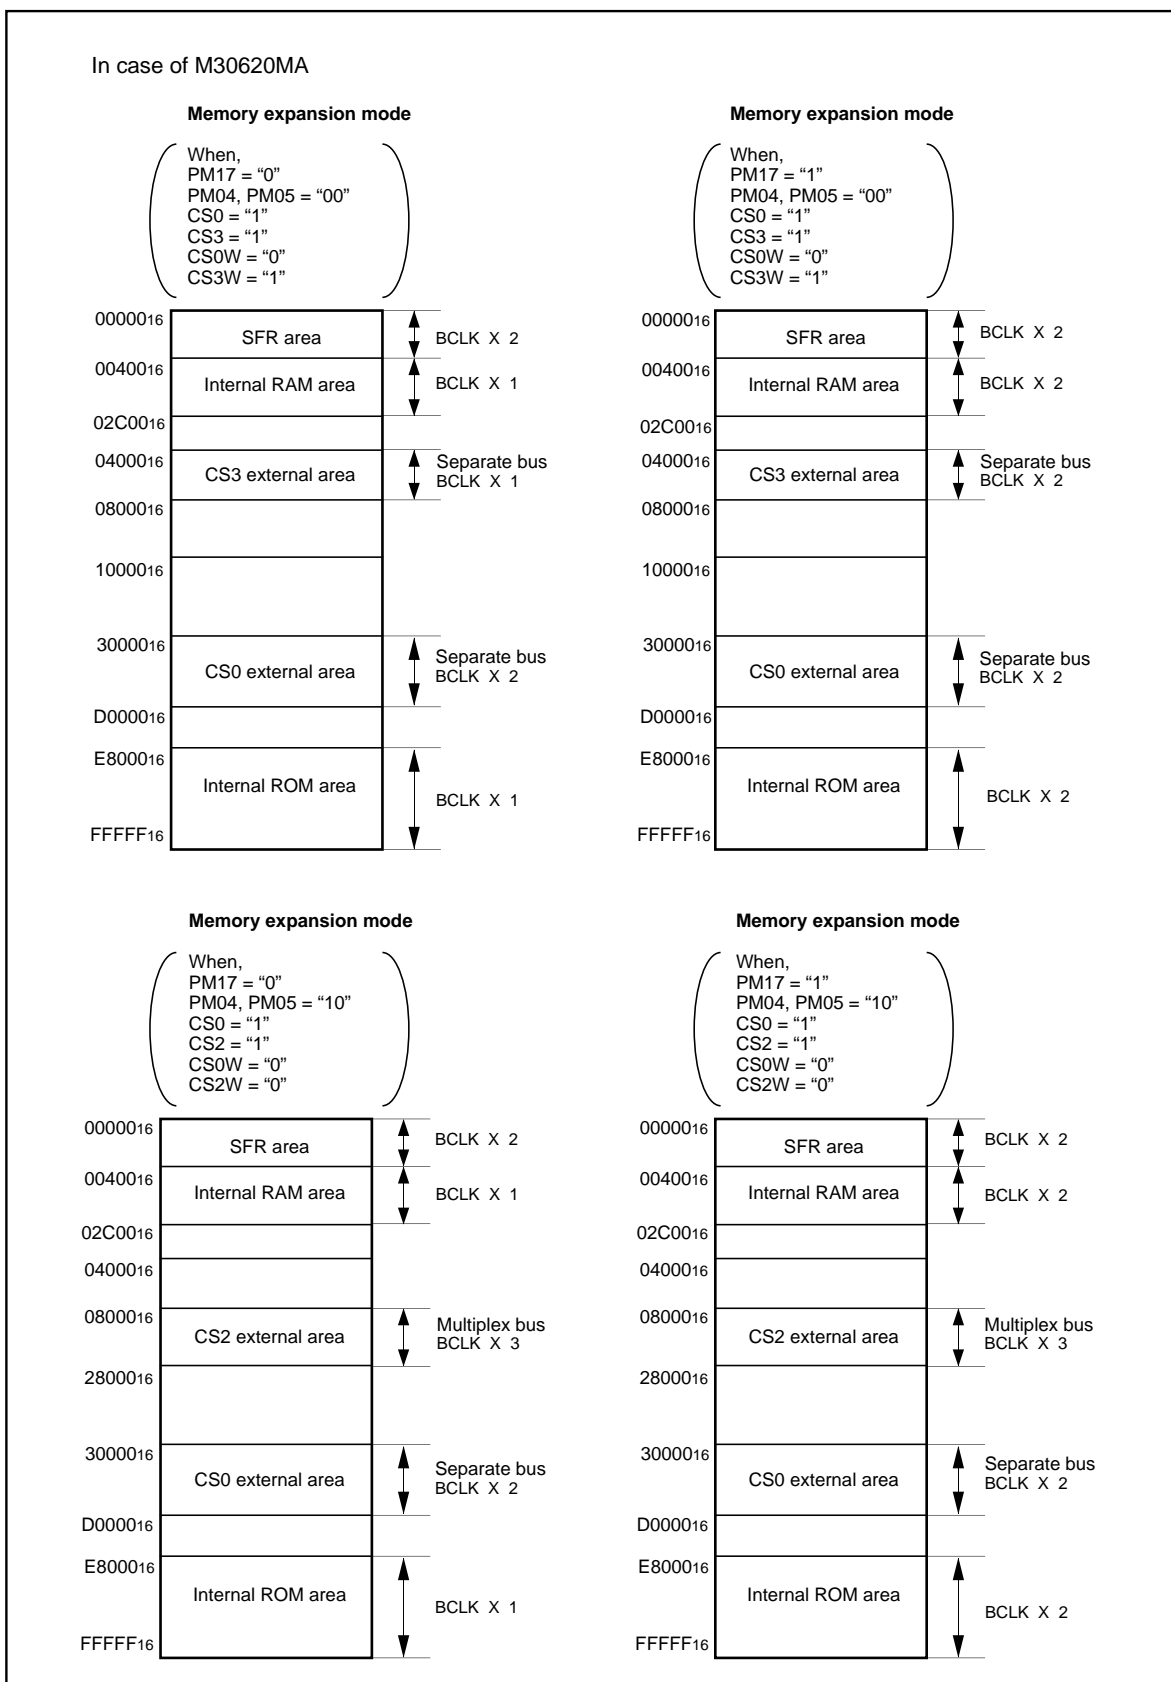 In case of M30620MA
Memory expansion mode
When,
PM17 = “0”
PM04, PM05 = “00”
CS0 = “1”
CS3 = “1”
CS0W = “0”
CS3W = “1”
0000016
SFR area
BCLK X 2
0040016
Internal RAM area
BCLK X 1
02C0016
0400016
CS3 external area
Separate bus
BCLK X 1
0800016
1000016
3000016
CS0 external area
Separate bus
BCLK X 2
D000016
E800016
Internal ROM area
BCLK X 1
FFFFF16
Memory expansion mode
When,
PM17 = “1”
PM04, PM05 = “00”
CS0 = “1”
CS3 = “1”
CS0W = “0”
CS3W = “1”
0000016
SFR area
BCLK X 2
0040016
Internal RAM area
BCLK X 2
02C0016
0400016
CS3 external area
Separate bus
BCLK X 2
0800016
1000016
3000016
CS0 external area
Separate bus
BCLK X 2
D000016
E800016
Internal ROM area
BCLK X 2
FFFFF16
Memory expansion mode
When,
PM17 = “0”
PM04, PM05 = “10”
CS0 = “1”
CS2 = “1”
CS0W = “0”
CS2W = “0”
0000016
SFR area
BCLK X 2
0040016
Internal RAM area
BCLK X 1
02C0016
0400016
0800016
CS2 external area
Multiplex bus
BCLK X 3
2800016
3000016
CS0 external area
Separate bus
BCLK X 2
D000016
E800016
Internal ROM area
BCLK X 1
FFFFF16
Memory expansion mode
When,
PM17 = “1”
PM04, PM05 = “10”
CS0 = “1”
CS2 = “1”
CS0W = “0”
CS2W = “0”
0000016
SFR area
BCLK X 2
0040016
Internal RAM area
BCLK X 2
02C0016
0400016
0800016
CS2 external area
Multiplex bus
BCLK X 3
2800016
3000016
CS0 external area
Separate bus
BCLK X 2
D000016
E800016
Internal ROM area
BCLK X 2
FFFFF16